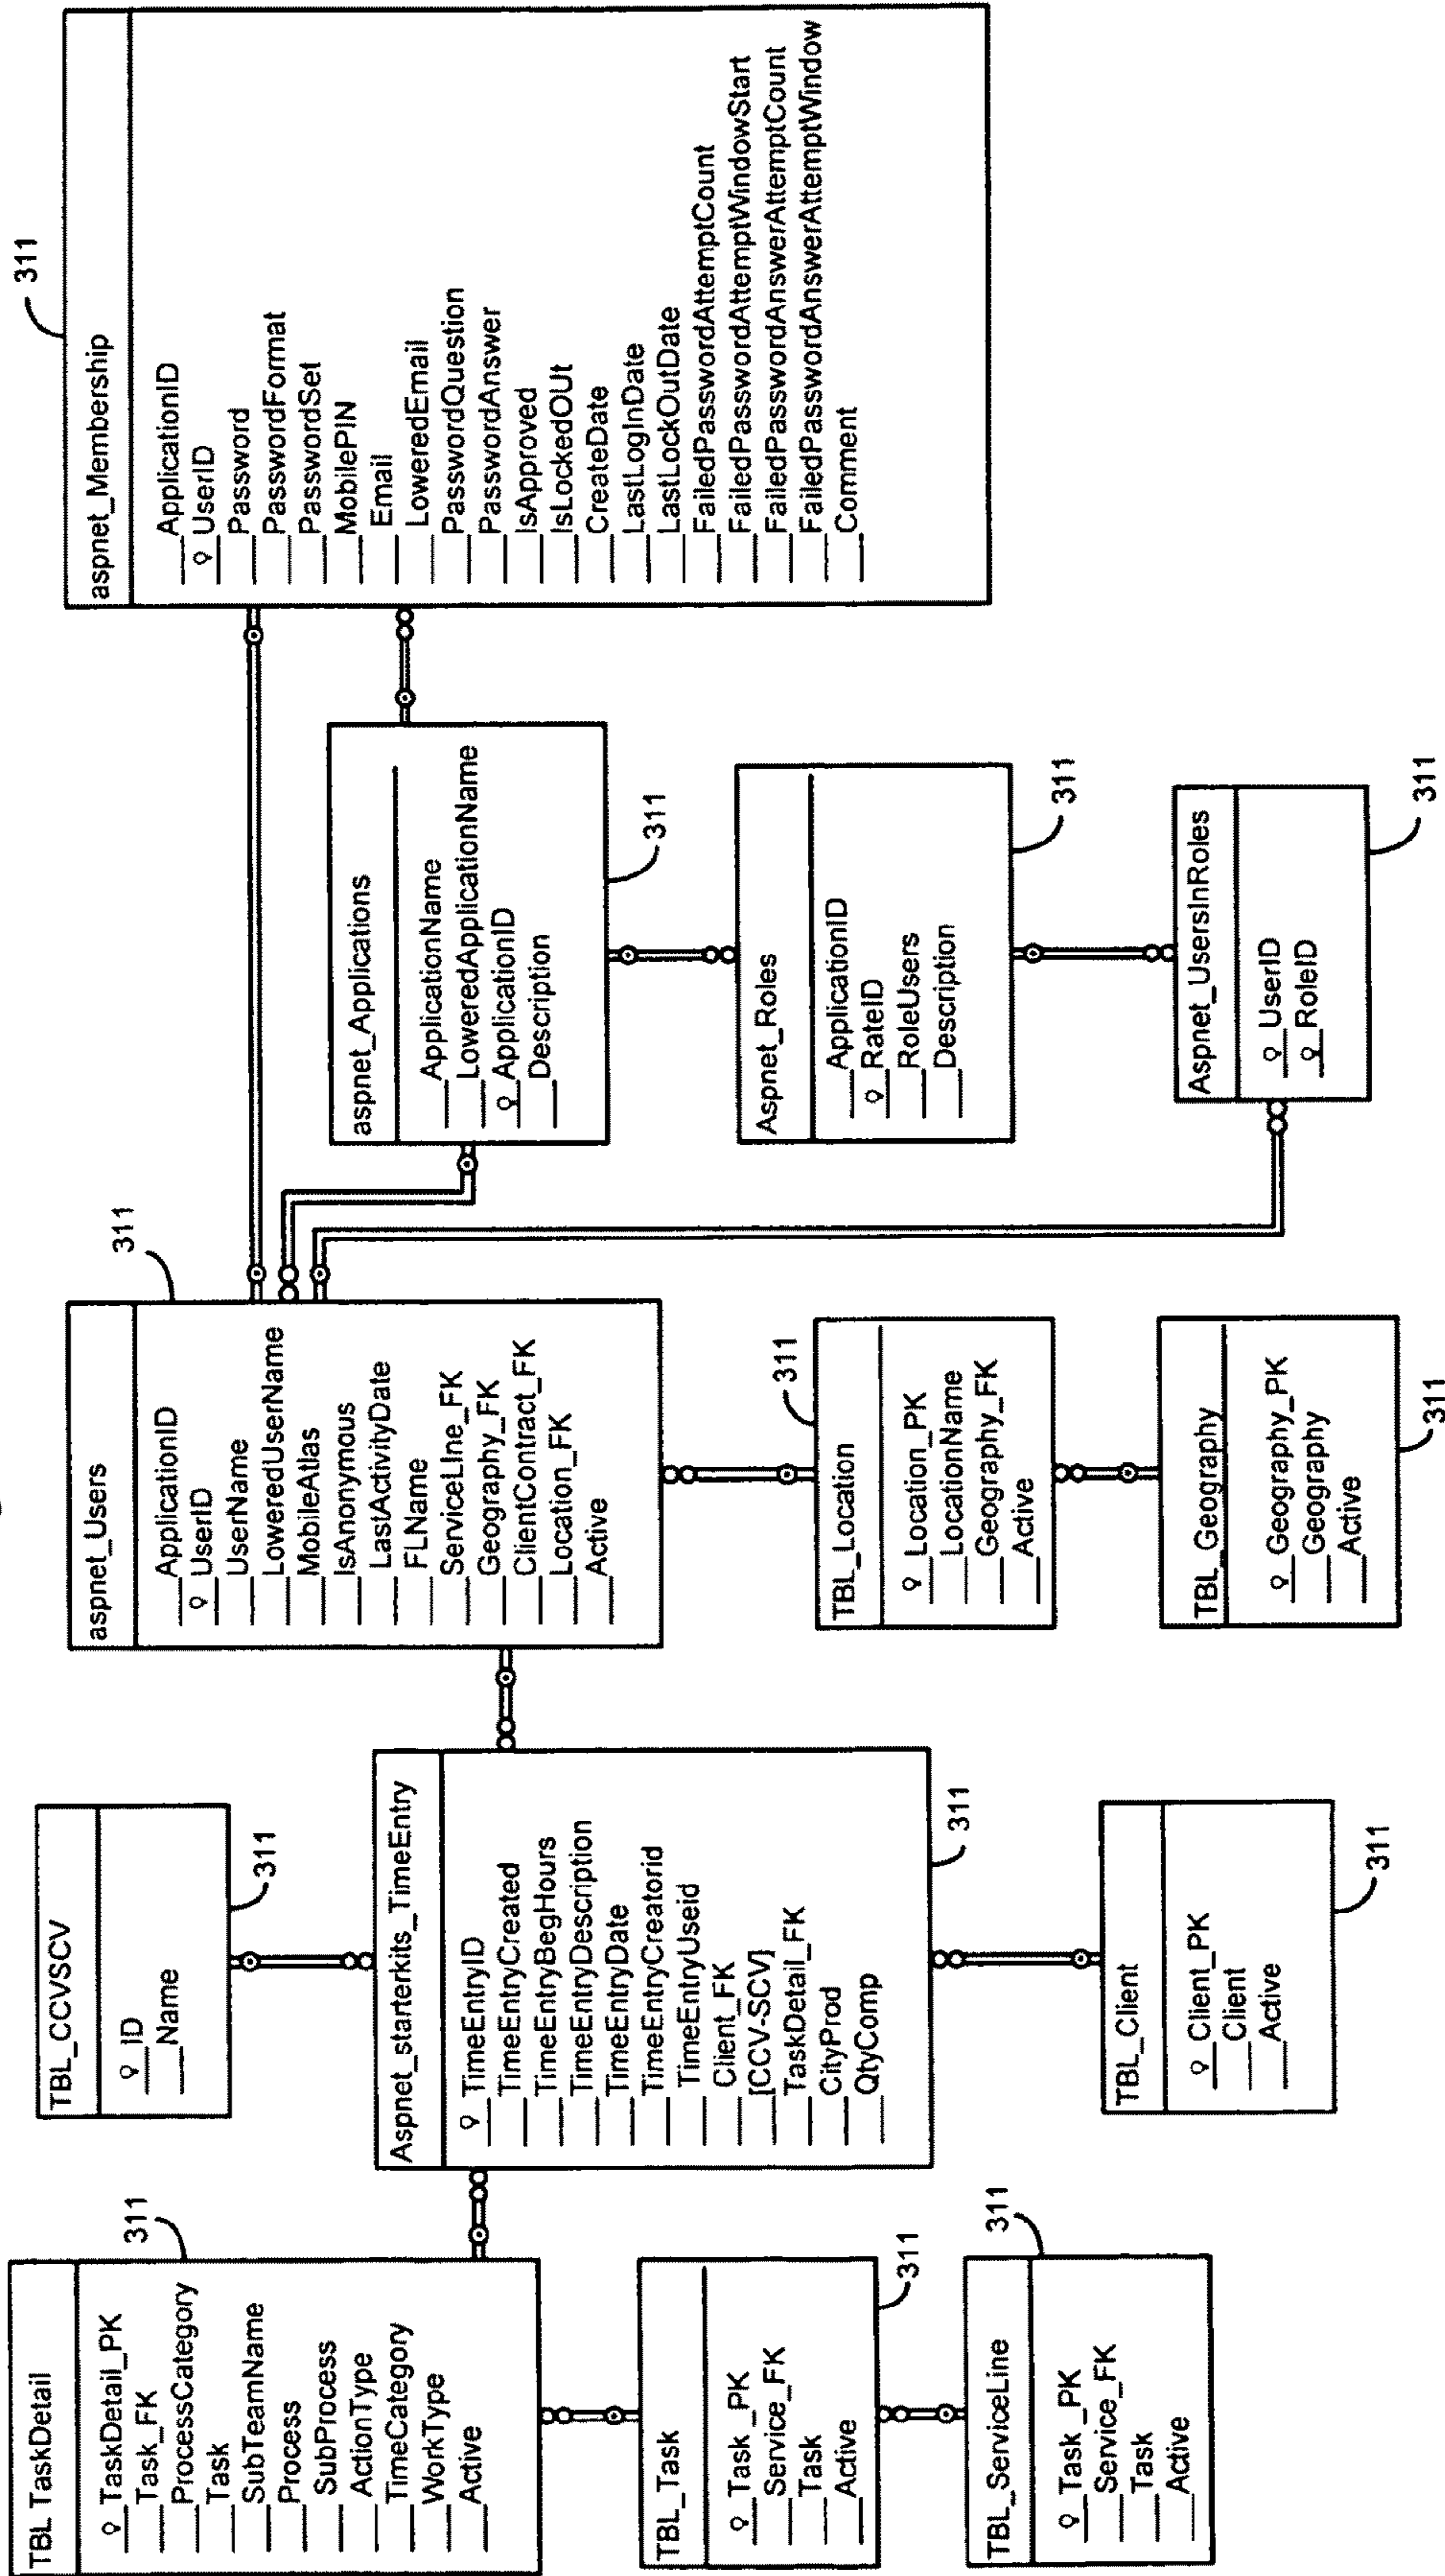 TBL TaskDetail
TaskDetail_PK
Task_FK
ProcessCategory
Task
SubTeamName
Process
SubProcess
ActionType
TimeCategory
WorkType
Active
311
TBL_Task
Task_PK
Service_FK
Task
Active
311
TBL_ServiceLine
Task_PK
Service_FK
Task
Active
311
TBL_CCVSCV
ID
Name
311
Aspnet_starterkits_TimeEntry
TimeEntryID
TimeEntryCreated
TimeEntryBegHours
TimeEntryDescription
TimeEntryDate
TimeEntryCreatorid
TimeEntryUseid
Client_FK
[CCV-SCV]
TaskDetail_FK
CityProd
QtyComp
311
TBL_Client
Client_PK
Client
Active
311
aspnet_Users
ApplicationID
UserID
UserName
LoweredUserName
MobileAtlas
IsAnonymous
LastActivityDate
FLName
ServiceLIne_FK
Geography_FK
ClientContract_FK
Location_FK
Active
311
TBL_Location
Location_PK
LocationName
Geography_FK
Active
311
TBL_Geography
Geography_PK
Geography
Active
311
aspnet_Applications
ApplicationName
LoweredApplicationName
ApplicationID
Description
311
Aspnet_Roles
ApplicationID
RateID
RoleUsers
Description
311
Aspnet_UsersInRoles
UserID
RoleID
311
aspnet_Membership
ApplicationID
UserID
Password
PasswordFormat
PasswordSet
MobilePIN
Email
LoweredEmail
PasswordQuestion
PasswordAnswer
IsApproved
IsLockedOUt
CreateDate
LastLogInDate
LastLockOutDate
FailedPasswordAttemptCount
FailedPasswordAttemptWindowStart
FailedPasswordAnswerAttemptCount
FailedPasswordAnswerAttemptWindow
Comment
311